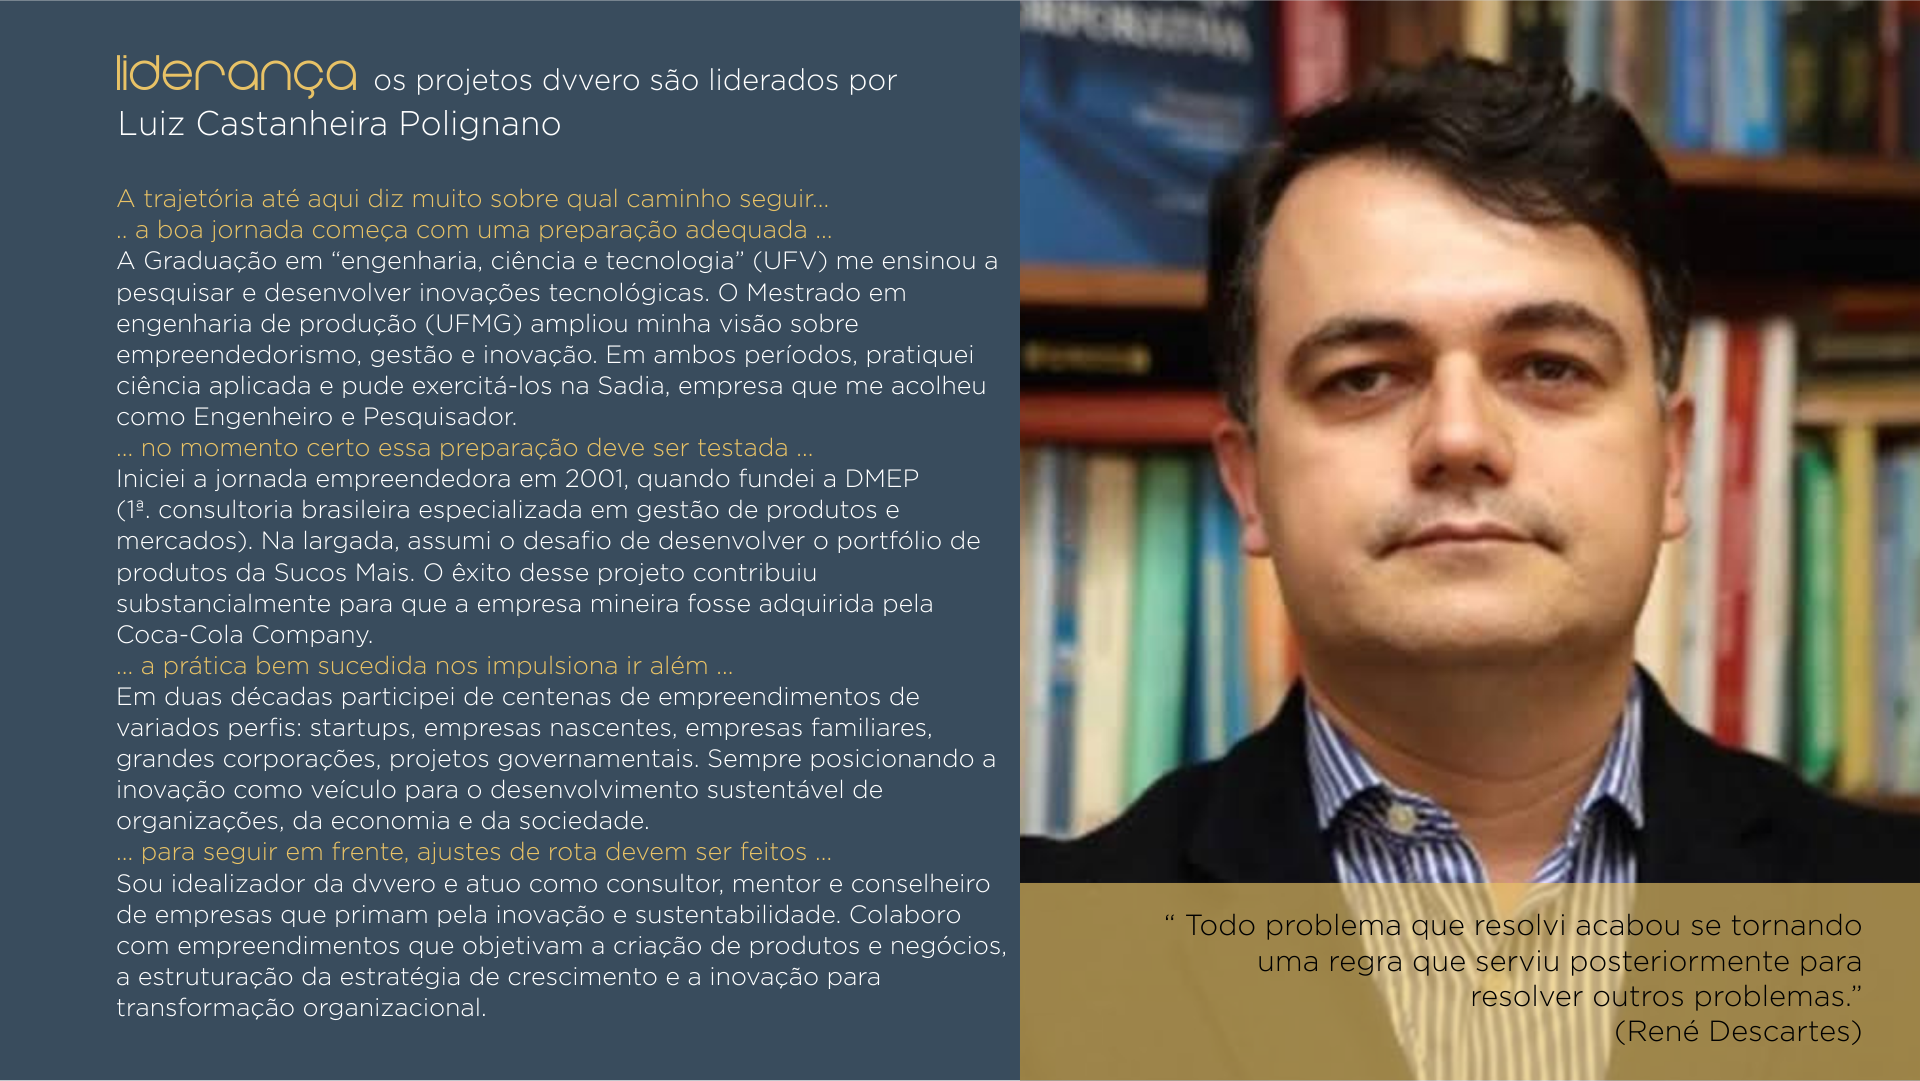 liderança os projetos dvvero são liderados por
Luiz Castanheira Polignano
A trajetória até aqui diz muito sobre qual caminho seguir...
.. a boa jornada começa com uma preparação adequada ...
A Graduação em “engenharia, ciência e tecnologia” (UFV) me ensinou a
pesquisar e desenvolver inovações tecnológicas. O Mestrado em
engenharia de produção (UFMG) ampliou minha visão sobre
empreendedorismo, gestão e inovação. Em ambos períodos, pratiquei
ciência aplicada e pude exercitá-los na Sadia, empresa que me acolheu
como Engenheiro e Pesquisador.
... no momento certo essa preparação deve ser testada ...
Iniciei a jornada empreendedora em 2001, quando fundei a DMEP
(1ª. consultoria brasileira especializada em gestão de produtos e
mercados). Na largada, assumi o desafio de desenvolver o portfólio de
produtos da Sucos Mais. O êxito desse projeto contribuiu
substancialmente para que a empresa mineira fosse adquirida pela
Coca-Cola Company.
... a prática bem sucedida nos impulsiona ir além ...
Em duas décadas participei de centenas de empreendimentos de
variados perfis: startups, empresas nascentes, empresas familiares,
grandes corporações, projetos governamentais. Sempre posicionando a
inovação como veículo para o desenvolvimento sustentável de
organizações, da economia e da sociedade.
... para seguir em frente, ajustes de rota devem ser feitos ...
Sou idealizador da dvvero e atuo como consultor, mentor e conselheiro
de empresas que primam pela inovação e sustentabilidade. Colaboro
com empreendimentos que objetivam a criação de produtos e negócios,
a estruturação da estratégia de crescimento e a inovação para
transformação organizacional.
“ Todo problema que resolvi acabou se tornando
uma regra que serviu posteriormente para
resolver outros problemas.”
(René Descartes)